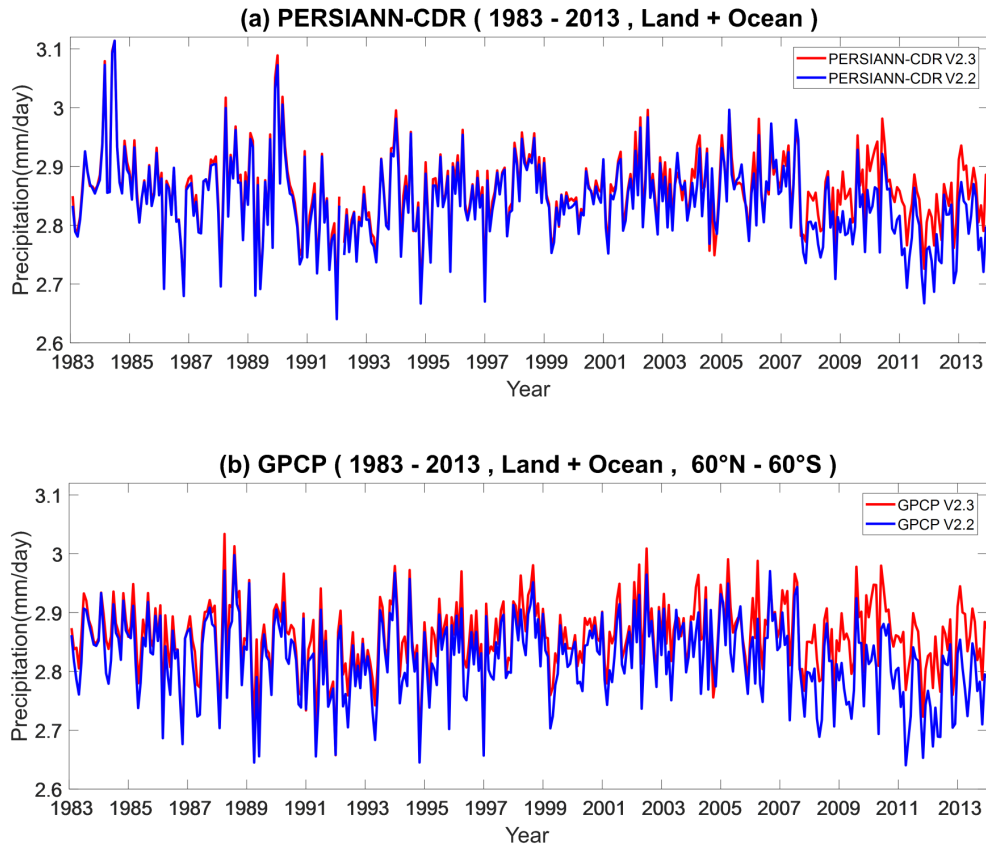 (a) PERSIANN-CDR ( 1983 - 2013 , Land + Ocean )
PERSIANN-CDR V2.3
PERSIANN-CDR V2.2
Precipitation(mm/day)
3.1
3
2.9
2.8
2.7
2.6
1983 1985 1987 1989 1991 1993 1995 1997 1999 2001 2003 2005 2007 2009 2011 2013
Year
(b) GPCP ( 1983 - 2013 , Land + Ocean , 60°N - 60°S )
GPCP V2.3
GPCP V2.2
Precipitation(mm/day)
3.1
3
2.9
2.8
2.7
2.6
1983 1985 1987 1989 1991 1993 1995 1997 1999 2001 2003 2005 2007 2009 2011 2013
Year